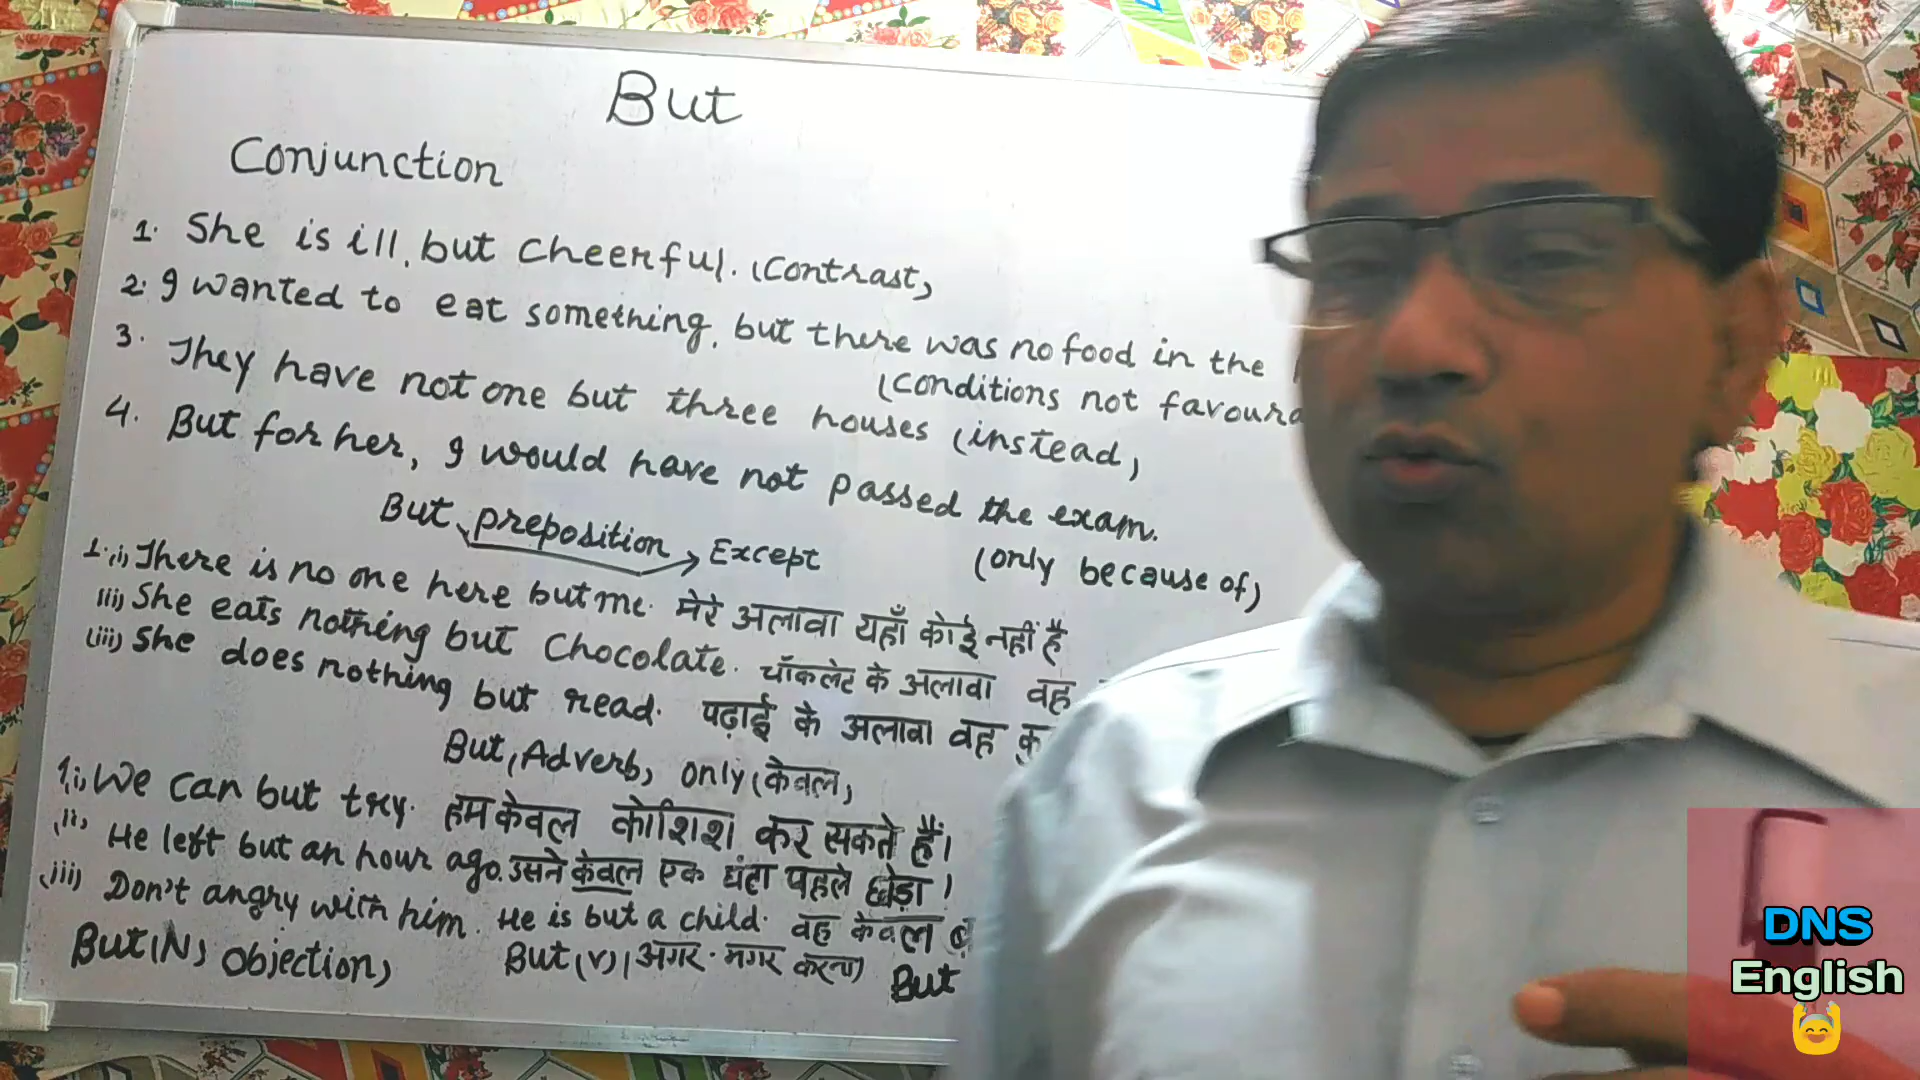 But
Conjunction
1. She is ill, but cheerful. (Contrast)
2. I wanted to eat something, but there was no food in the
(Conditions not favoura
3. They have not one but three houses (instead)
4. But for her, I would have not passed the exam.
(only because of)
But, preposition → Except
1.(i) There is no one here but me. मेरे अलावा यहाँ कोई नहीं है
(ii) She eats nothing but Chocolate. चॉकलेट के अलावा वह
(iii) She does nothing but read. पढ़ाई के अलावा वह कु
But, (Adverb) only (केवल)
1.(i) We can but try. हम केवल कोशिश कर सकते हैं।
(ii) He left but an hour ago. उसने केवल एक घंटा पहले छोड़ा।
(iii) Don't angry with him. He is but a child. वह केवल
But (N) Objection) But (V) (अगर-मगर करना) But
DNS
English